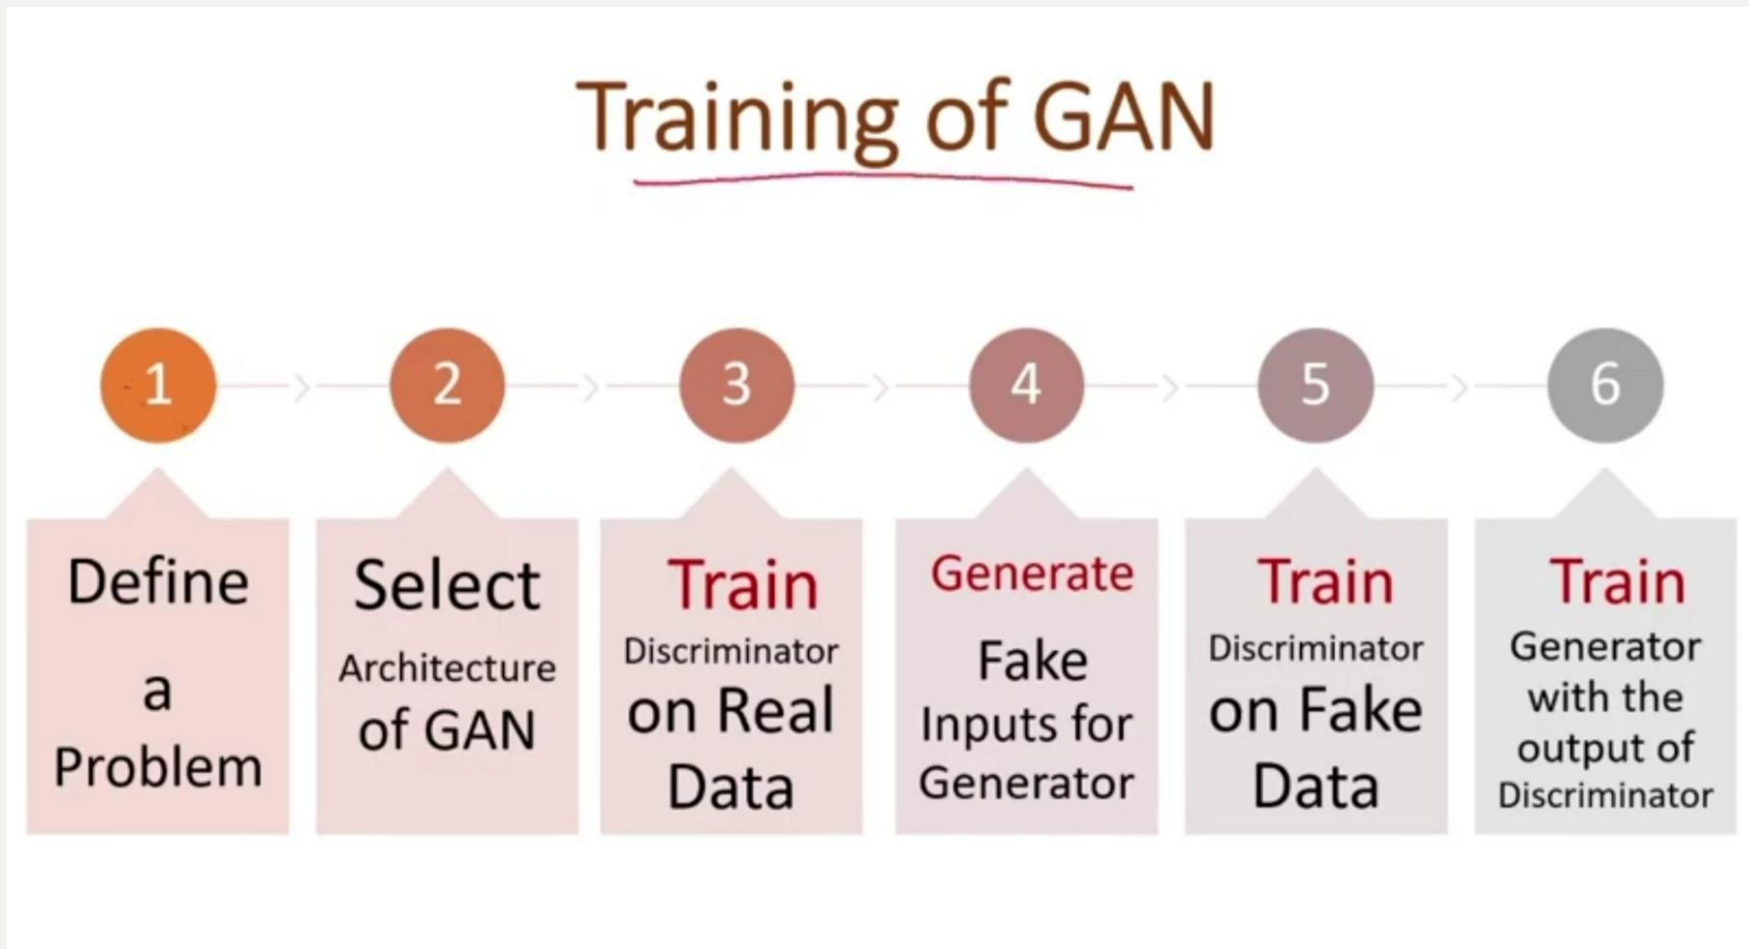 Training of GAN
1
2
3
4
5
6
Define
a
Problem
Select
Architecture
of GAN
Train
Discriminator
on Real
Data
Generate
Fake
Inputs for
Generator
Train
Discriminator
on Fake
Data
Train
Generator
with the
output of
Discriminator